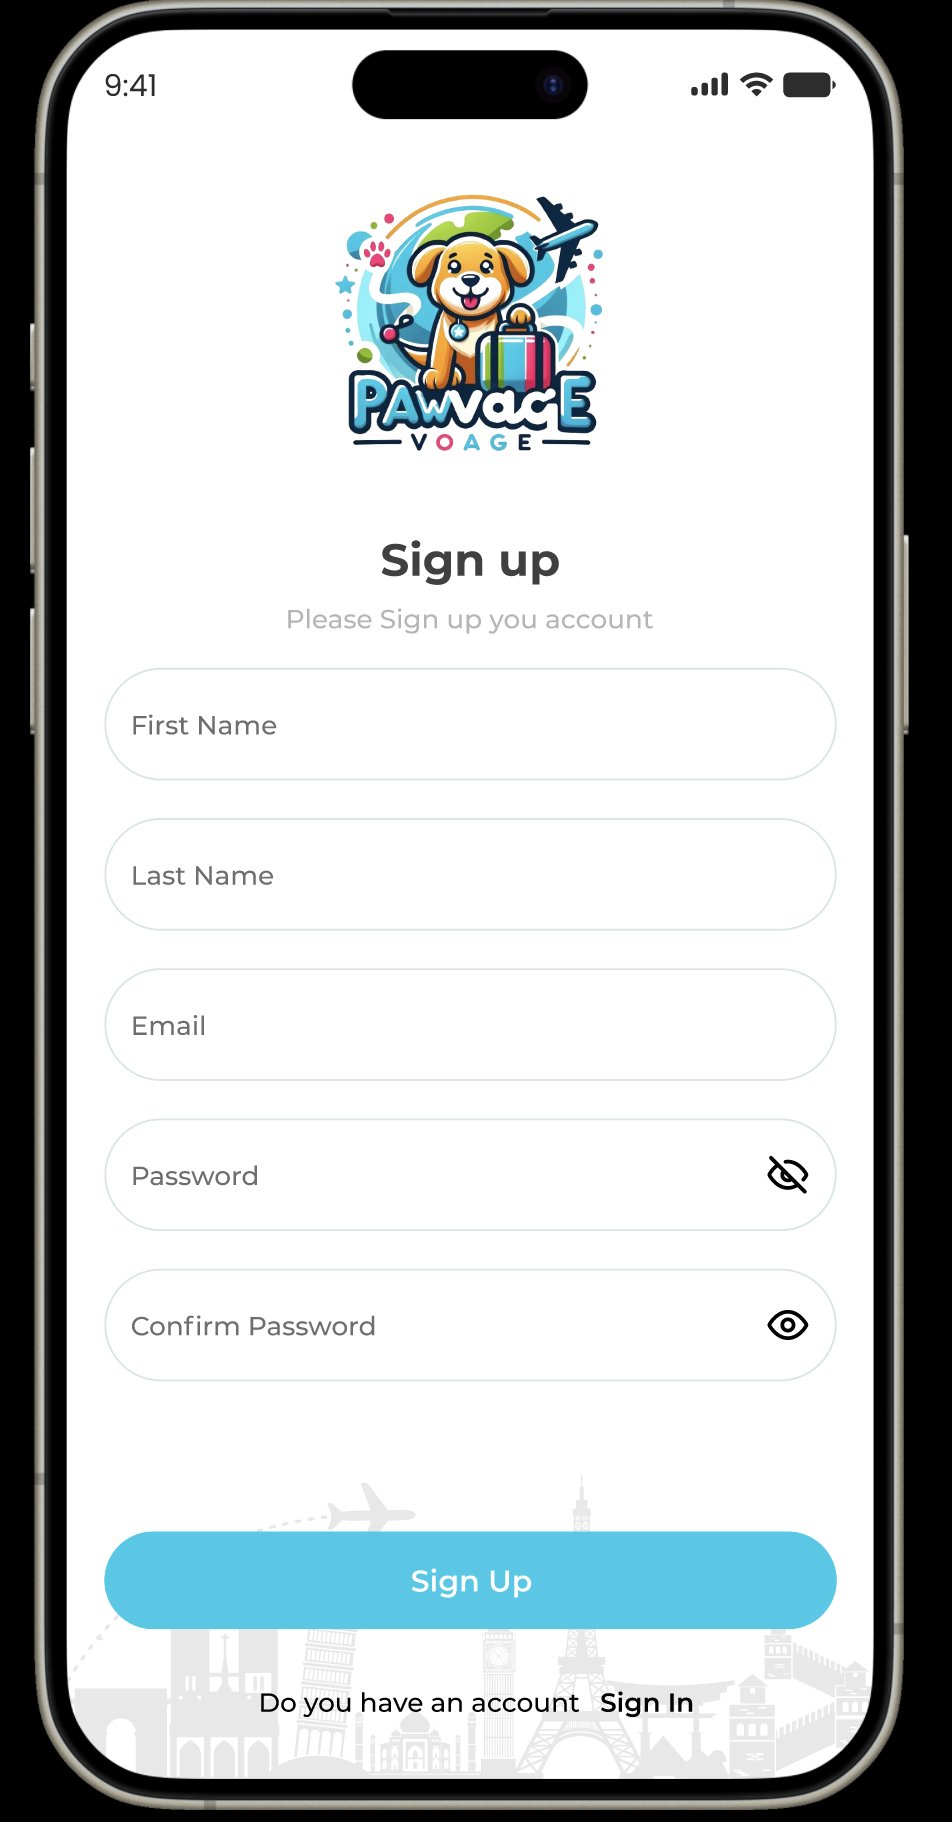 9:41
PAWVAGE
VOAGE
Sign up
Please Sign up you account
First Name
Last Name
Email
Password
Confirm Password
Sign Up
Do you have an account Sign In